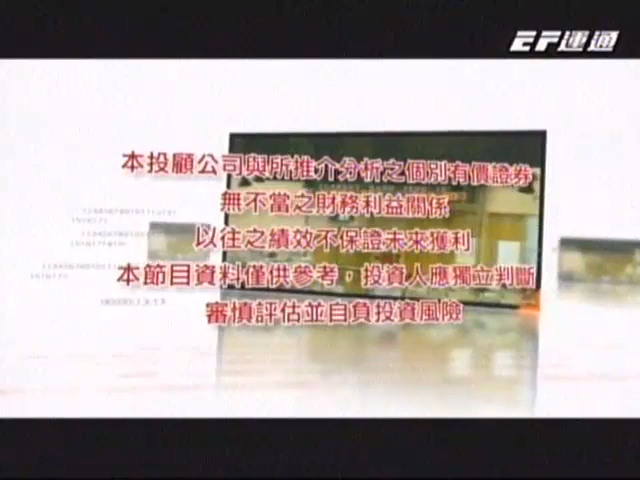 EF運通
本投顧公司與所推介分析之個別有價證券
無不當之財務利益關係
以往之績效不保證未來獲利
本節目資料僅供參考，投資人應獨立判斷
審慎評估並自負投資風險